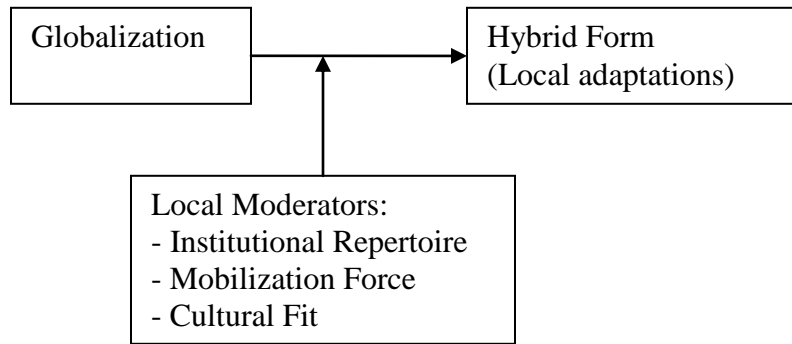 Globalization
Hybrid Form
(Local adaptations)
Local Moderators:
- Institutional Repertoire
- Mobilization Force
- Cultural Fit